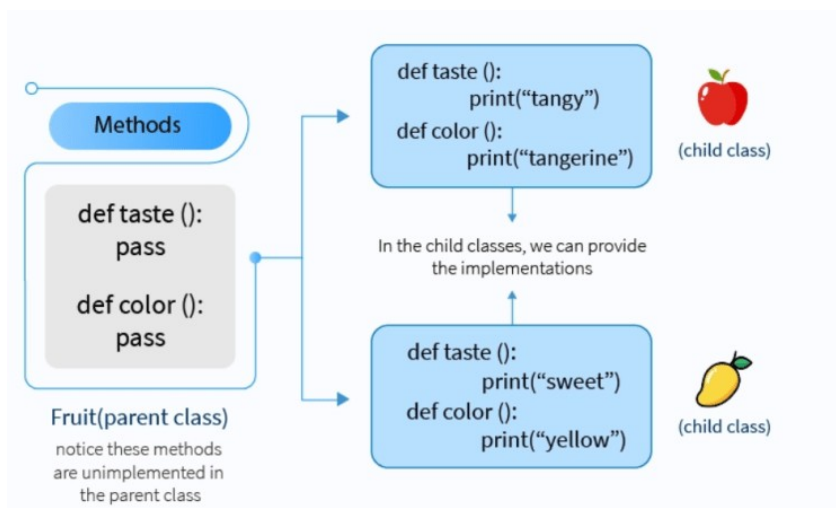 Methods
def taste ():
pass
def color ():
pass
Fruit(parent class)
notice these methods
are unimplemented in
the parent class
def taste ():
print(“tangy”)
def color ():
print(“tangerine”)
(child class)
In the child classes, we can provide
the implementations
def taste ():
print(“sweet”)
def color ():
print(“yellow”)
(child class)